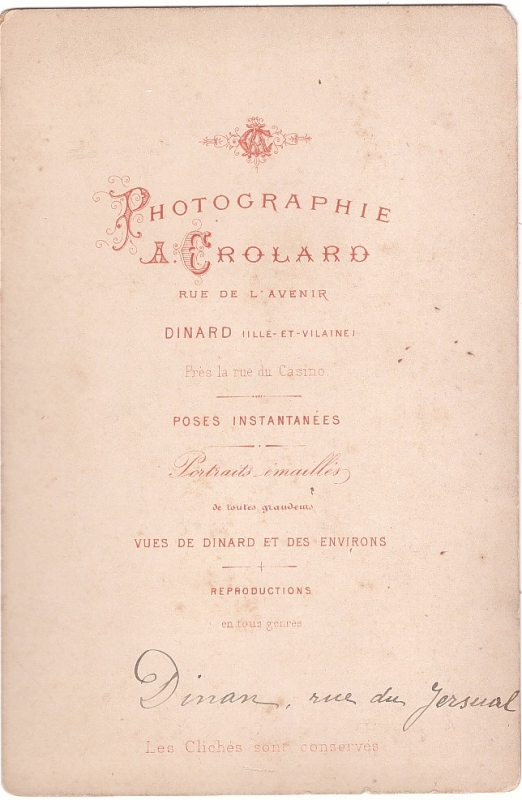 PHOTOGRAPHIE
A. CROLARD
RUE DE L'AVENIR
DINARD (ILLE-ET-VILAINE)
Près la rue du Casino
POSES INSTANTANÉES
Portraits émaillés
de toutes grandeurs
VUES DE DINARD ET DES ENVIRONS
REPRODUCTIONS
en tous genres
Dinan, rue du Jersual
Les Clichés sont conservés